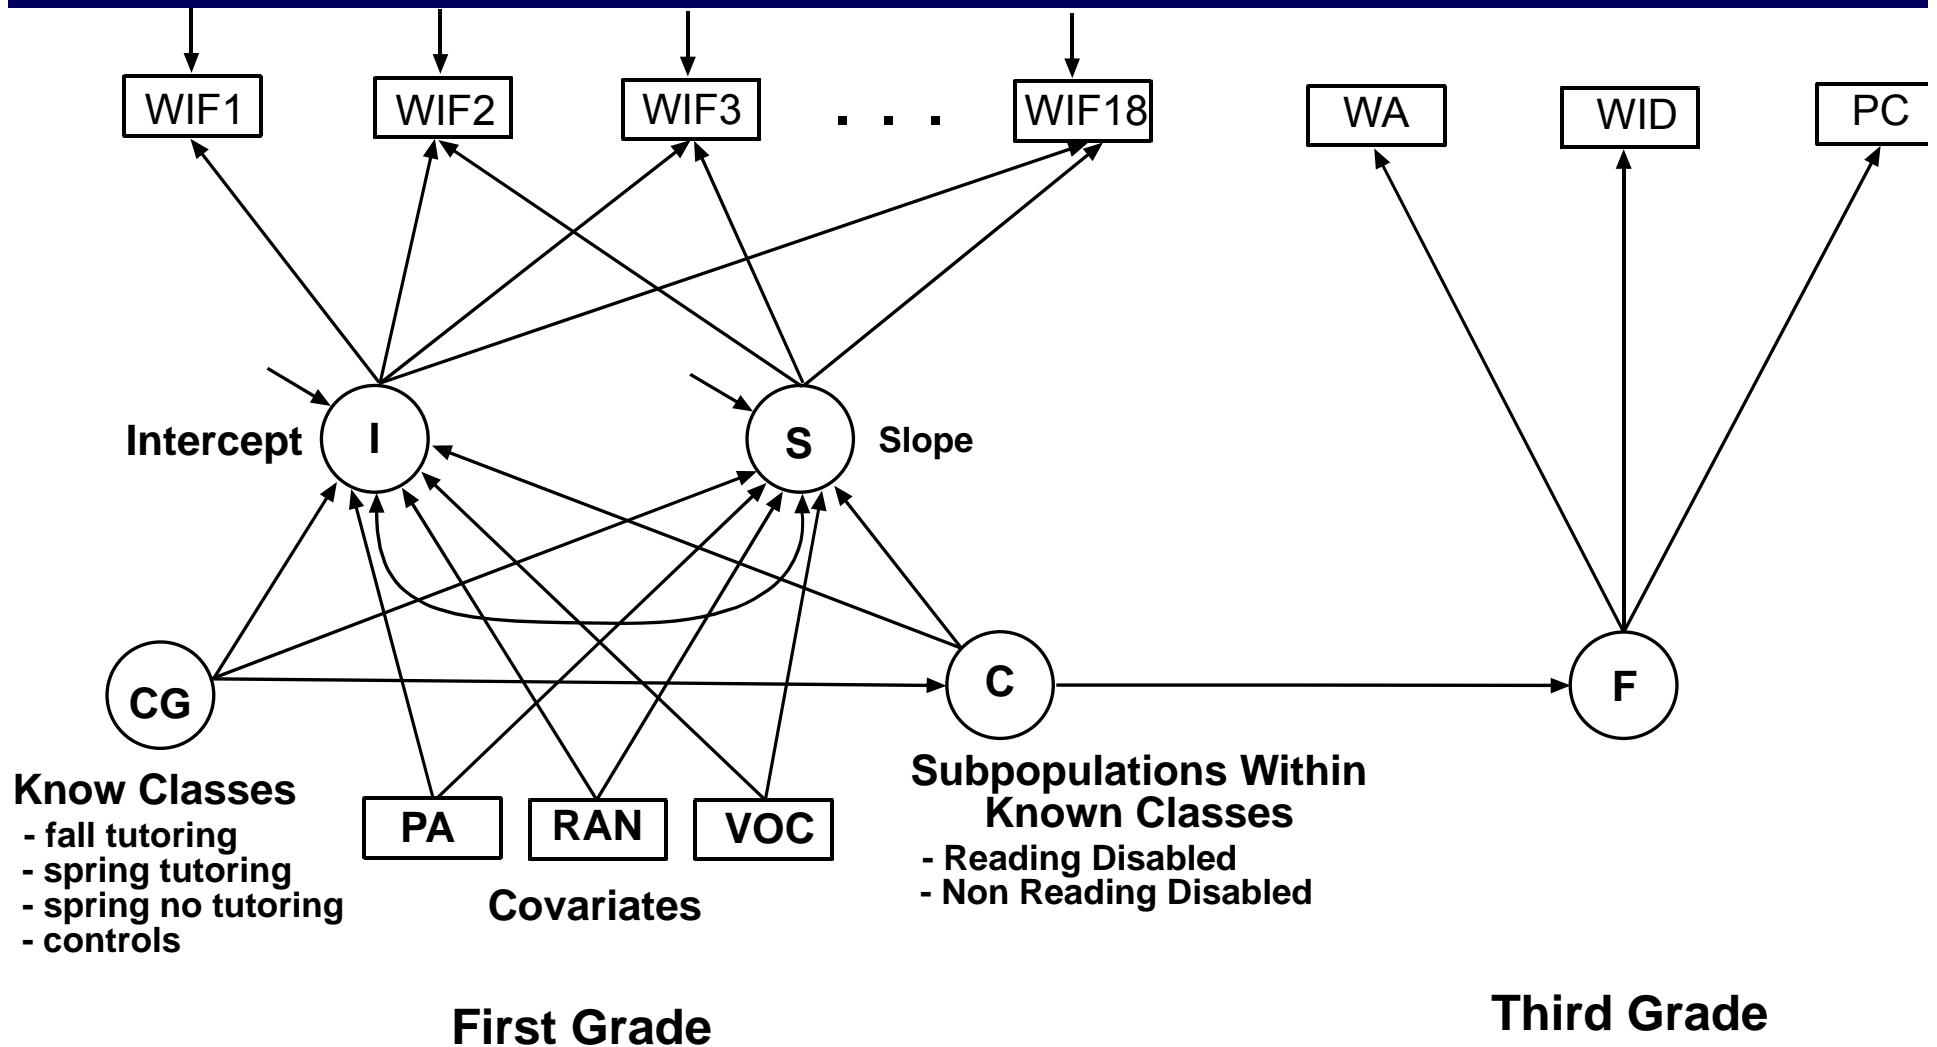 WIF1
WIF2
WIF3
. . .
WIF18
WA
WID
PC
Intercept
I
S
Slope
CG
C
F
Know Classes
- fall tutoring
- spring tutoring
- spring no tutoring
- controls
PA
RAN
VOC
Covariates
Subpopulations Within
Known Classes
- Reading Disabled
- Non Reading Disabled
First Grade
Third Grade